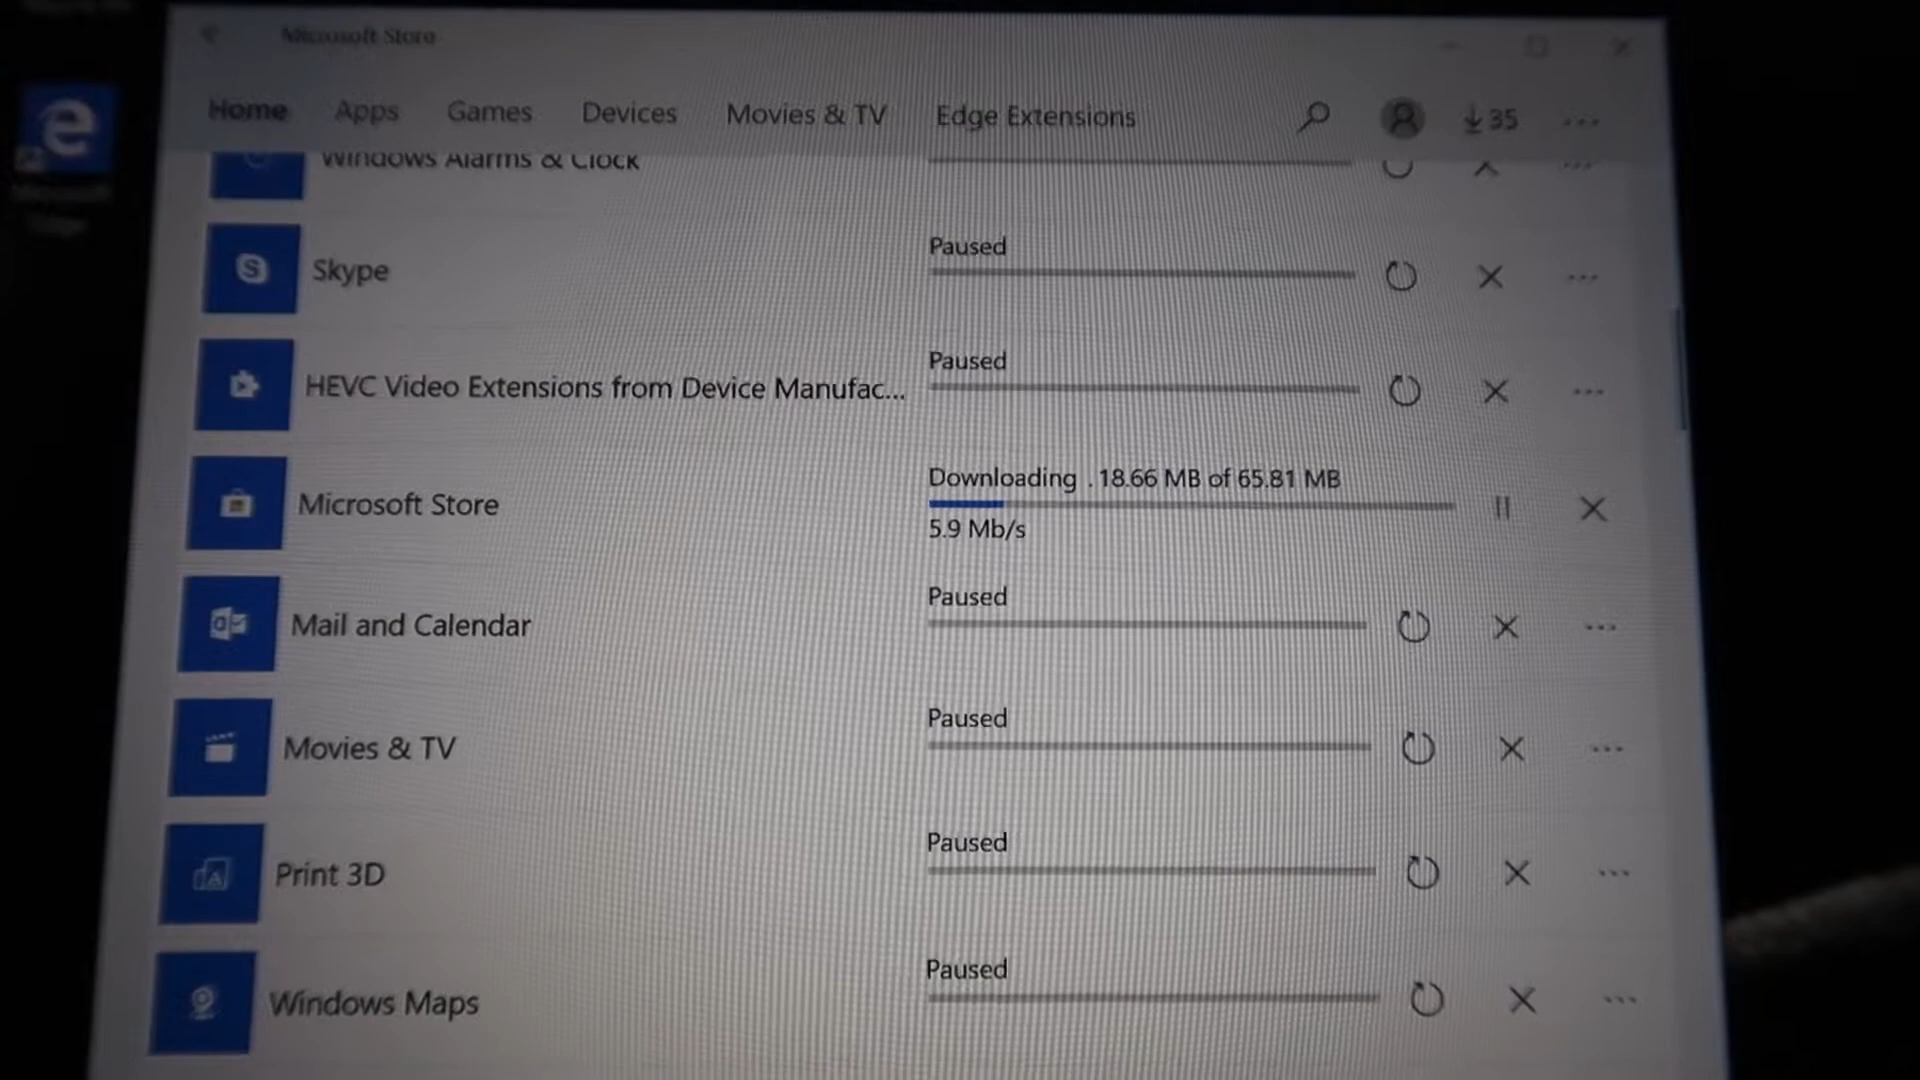 Microsoft Store
Home Apps Games Devices Movies & TV Edge Extensions 35
Windows Alarms & Clock
Paused
Skype
Paused
HEVC Video Extensions from Device Manufac...
Downloading . 18.66 MB of 65.81 MB
Microsoft Store
5.9 Mb/s
Paused
Mail and Calendar
Paused
Movies & TV
Paused
Print 3D
Paused
Windows Maps
Microsoft
Edge